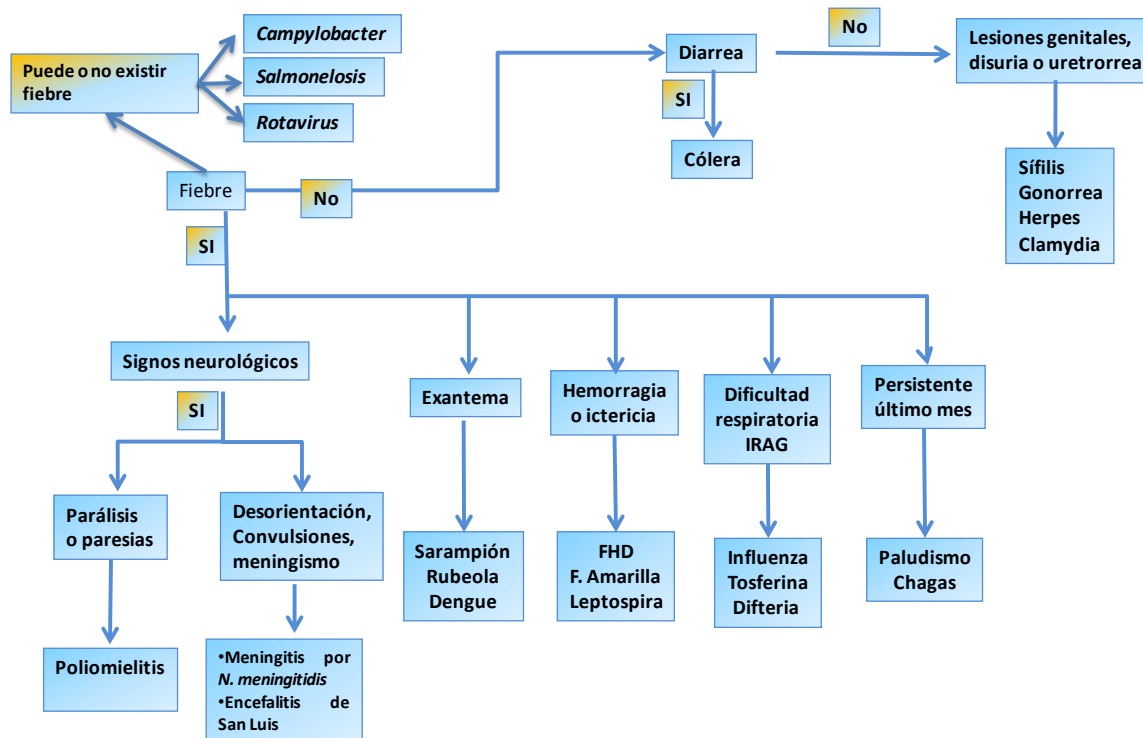 Campylobacter
Salmonelosis
Rotavirus
Puede o no existir
fiebre
Fiebre
No
SI
Diarrea
No
SI
Cólera
Lesiones genitales,
disuria o uretrorrea
Sífilis
Gonorrea
Herpes
Clamydia
Signos neurológicos
SI
Parálisis
o paresias
Poliomielitis
Desorientación,
Convulsiones,
meningismo
•Meningitis por
N. meningitidis
•Encefalitis de
San Luis
Exantema
Sarampión
Rubeola
Dengue
Hemorragia
o ictericia
FHD
F. Amarilla
Leptospira
Dificultad
respiratoria
IRAG
Influenza
Tosferina
Difteria
Persistente
último mes
Paludismo
Chagas